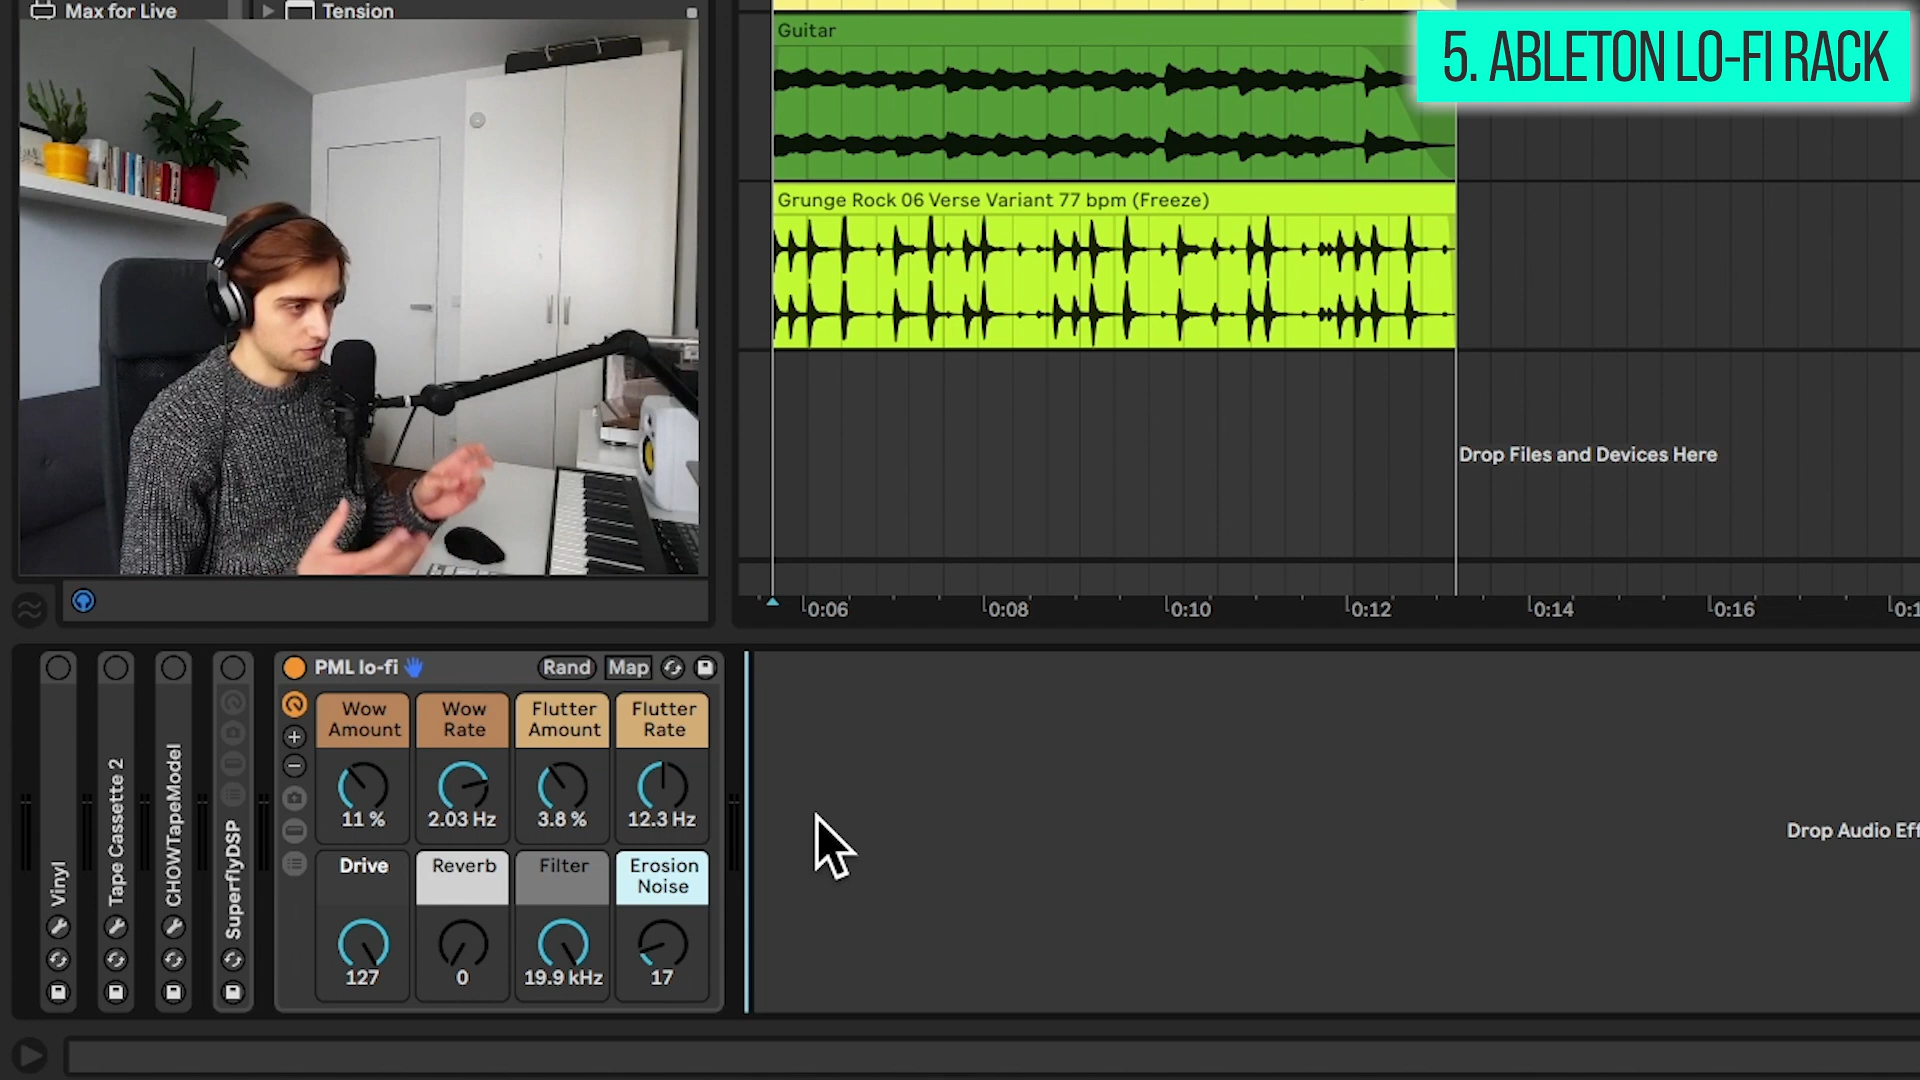 Max for Live
Tension
5. ABLETON LO-FI RACK
Guitar
Grunge Rock 06 Verse Variant 77 bpm (Freeze)
Drop Files and Devices Here
0:06
0:08
0:10
0:12
0:14
0:16
0:1
PML lo-fi
Rand
Map
Wow
Amount
Wow
Rate
Flutter
Amount
Flutter
Rate
11 %
2.03 Hz
3.8 %
12.3 Hz
Drive
Reverb
Filter
Erosion
Noise
127
0
19.9 kHz
17
Vinyl
Tape Cassette 2
CHOWTapeModel
SuperflyDSP
Drop Audio Eff